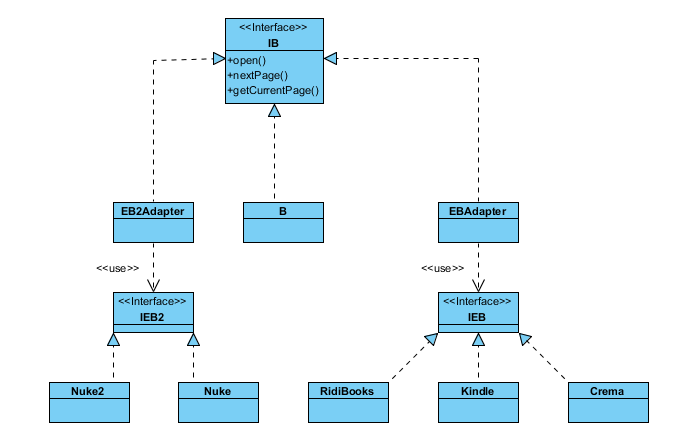 <<Interface>>
IB
+open()
+nextPage()
+getCurrentPage()
EB2Adapter
B
EBAdapter
<<use>>
<<use>>
<<Interface>>
IEB2
<<Interface>>
IEB
Nuke2
Nuke
RidiBooks
Kindle
Crema